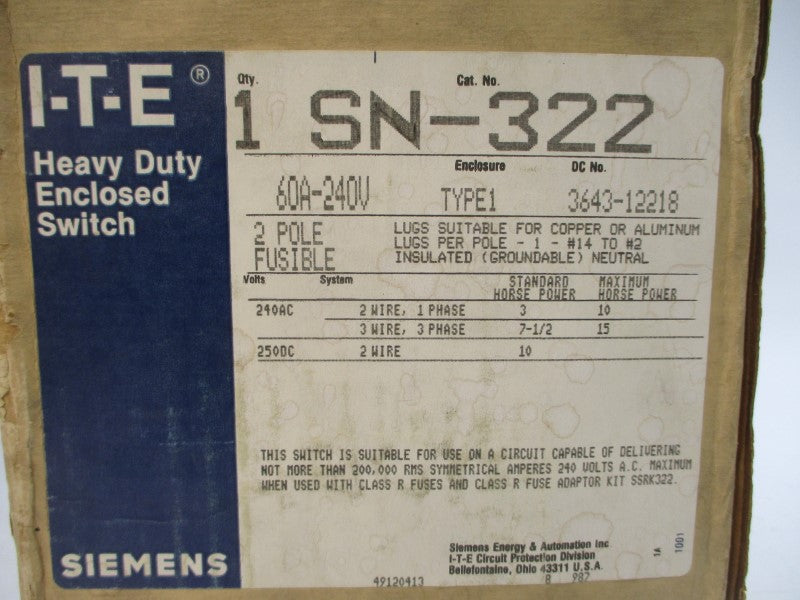 I-T-E ®
Heavy Duty
Enclosed
Switch
SIEMENS
Qty. Cat. No.
1 SN-322
Enclosure DC No.
60A-240V TYPE1 3643-12218
2 POLE
FUSIBLE
LUGS SUITABLE FOR COPPER OR ALUMINUM
LUGS PER POLE - 1 - #14 TO #2
INSULATED (GROUNDABLE) NEUTRAL
Volts System STANDARD HORSE POWER MAXIMUM HORSE POWER
240AC 2 WIRE, 1 PHASE 3 10
3 WIRE, 3 PHASE 7-1/2 15
250DC 2 WIRE 10
THIS SWITCH IS SUITABLE FOR USE ON A CIRCUIT CAPABLE OF DELIVERING
NOT MORE THAN 200,000 RMS SYMMETRICAL AMPERES 240 VOLTS A.C. MAXIMUM
WHEN USED WITH CLASS R FUSES AND CLASS R FUSE ADAPTOR KIT SSRK322.
Siemens Energy & Automation Inc
I-T-E Circuit Protection Division
Bellefontaine, Ohio 43311 U.S.A.
49120413 8 987
1A
1001